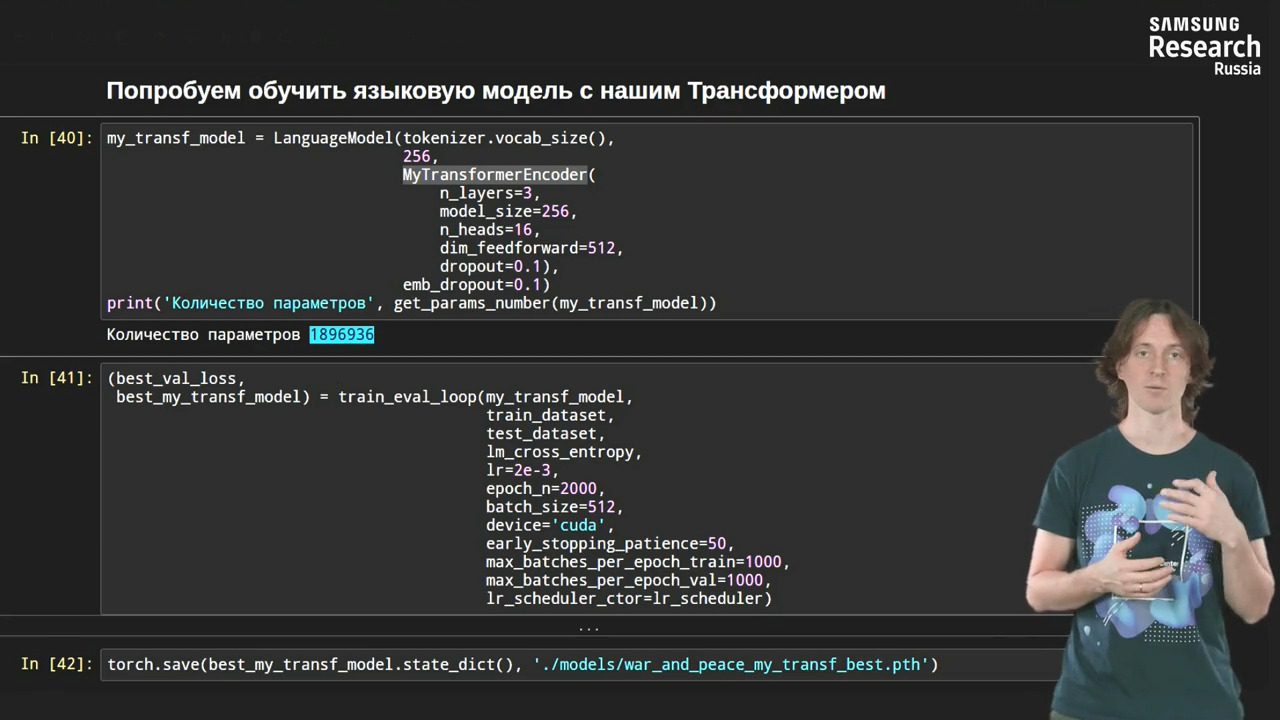 SAMSUNG
Research
Russia
Попробуем обучить языковую модель с нашим Трансформером
In [40]: my_transf_model = LanguageModel(tokenizer.vocab_size(),
256,
MyTransformerEncoder(
n_layers=3,
model_size=256,
n_heads=16,
dim_feedforward=512,
dropout=0.1),
emb_dropout=0.1)
print('Количество параметров', get_params_number(my_transf_model))
Количество параметров 1896936
In [41]: (best_val_loss,
best_my_transf_model) = train_eval_loop(my_transf_model,
train_dataset,
test_dataset,
lm_cross_entropy,
lr=2e-3,
epoch_n=2000,
batch_size=512,
device='cuda',
early_stopping_patience=50,
max_batches_per_epoch_train=1000,
max_batches_per_epoch_val=1000,
lr_scheduler_ctor=lr_scheduler)
...
In [42]: torch.save(best_my_transf_model.state_dict(), './models/war_and_peace_my_transf_best.pth')